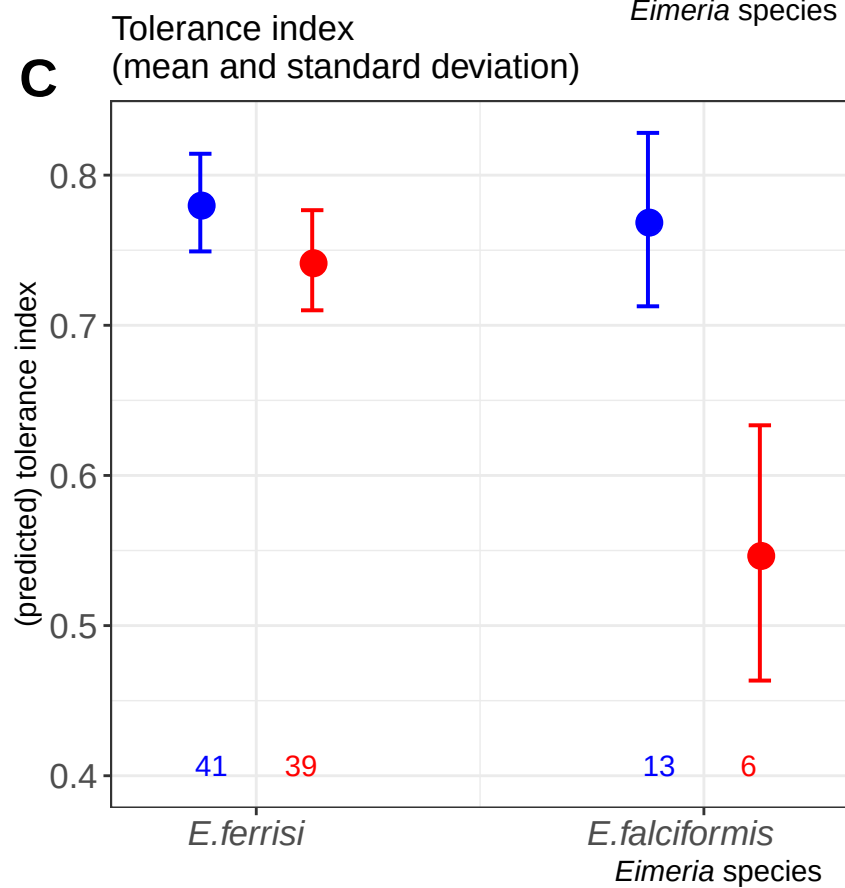 Eimeria species
Tolerance index
C
(mean and standard deviation)
(predicted) tolerance index
0.8
0.7
0.6
0.5
0.4
41 39 13 6
E.ferrisi E.falciformis
Eimeria species